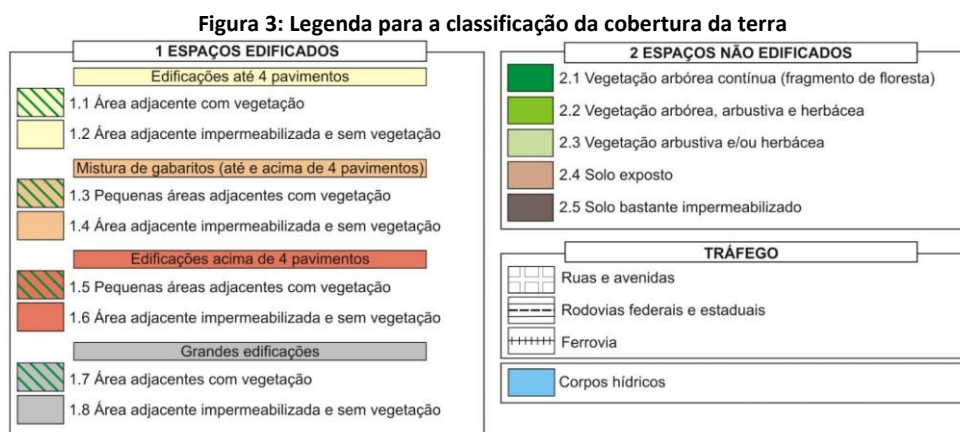 Figura 3: Legenda para a classificação da cobertura da terra
1 ESPAÇOS EDIFICADOS
Edificações até 4 pavimentos
1.1 Área adjacente com vegetação
1.2 Área adjacente impermeabilizada e sem vegetação
Mistura de gabaritos (até e acima de 4 pavimentos)
1.3 Pequenas áreas adjacentes com vegetação
1.4 Área adjacente impermeabilizada e sem vegetação
Edificações acima de 4 pavimentos
1.5 Pequenas áreas adjacentes com vegetação
1.6 Área adjacente impermeabilizada e sem vegetação
Grandes edificações
1.7 Área adjacentes com vegetação
1.8 Área adjacente impermeabilizada e sem vegetação
2 ESPAÇOS NÃO EDIFICADOS
2.1 Vegetação arbórea contínua (fragmento de floresta)
2.2 Vegetação arbórea, arbustiva e herbácea
2.3 Vegetação arbustiva e/ou herbácea
2.4 Solo exposto
2.5 Solo bastante impermeabilizado
TRÁFEGO
Ruas e avenidas
Rodovias federais e estaduais
Ferrovia
Corpos hídricos